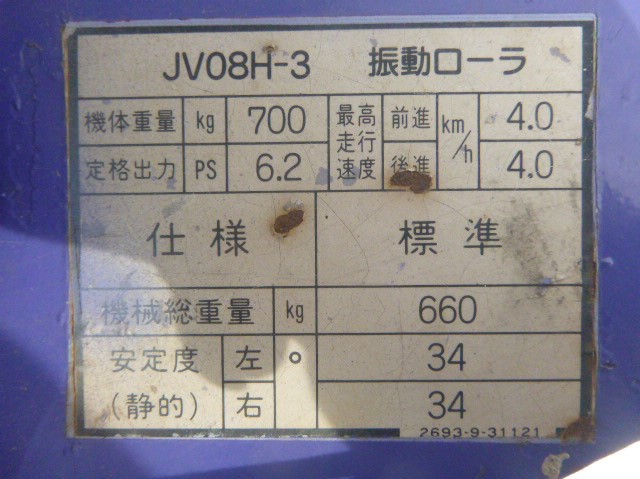 JV08H-3 振動ローラ
機体重量 kg 700 最高走行速度 前進 km/h 4.0
定格出力 PS 6.2 後進 4.0
仕様 標準
機械総重量 kg 660
安定度 左 ° 34
(静的) 右 34
2693-9-31121